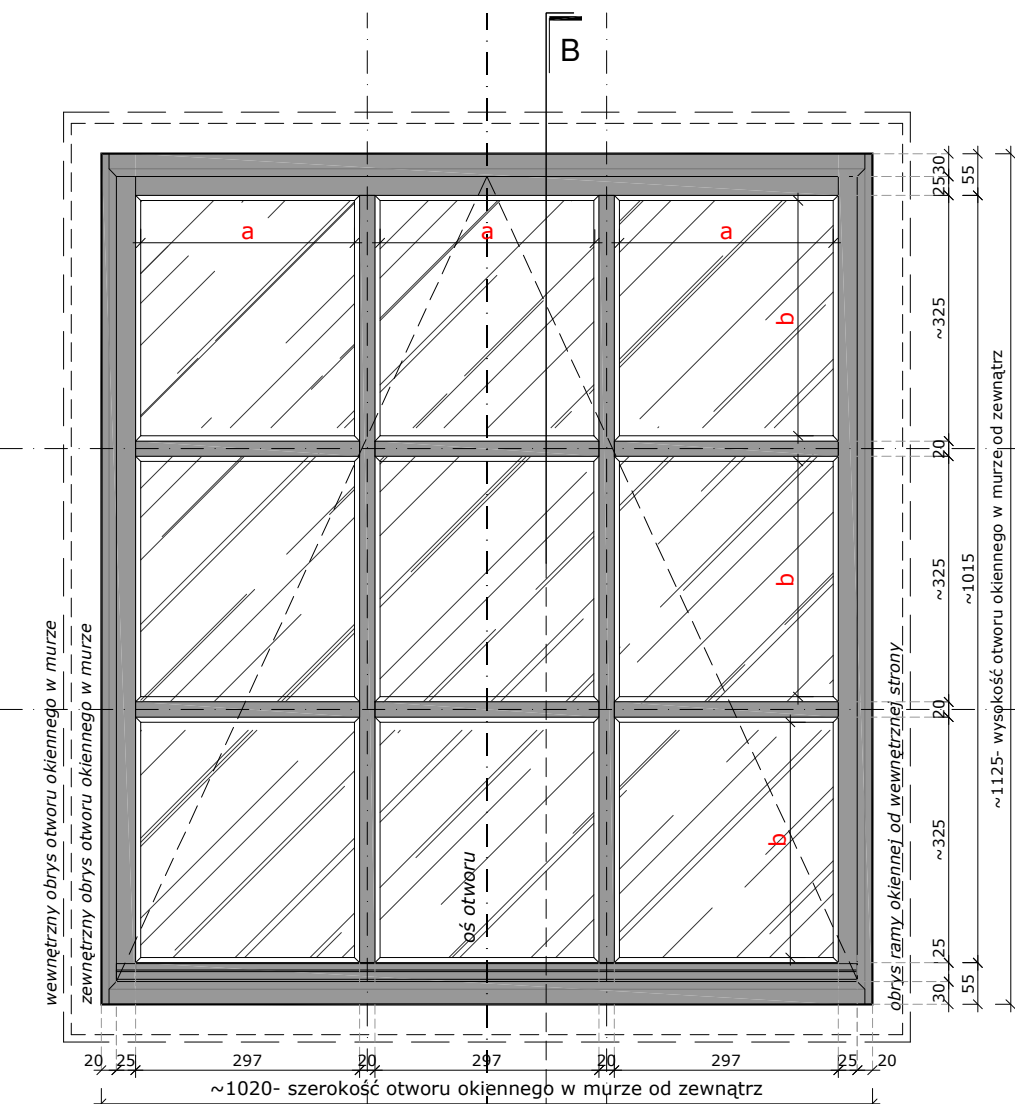 B
a
a
a
b
b
b
wewnętrzny obrys otworu okiennego w murze
zewnętrzny obrys otworu okiennego w murze
oś otworu
obrys ramy okiennej od wewnętrznej strony
30
25
~325
20
~325
20
~325
25
30
55
~1015
55
~1125- wysokość otworu okiennego w murze od zewnątrz
20 25 297 20 297 20 297 25 20
~1020- szerokość otworu okiennego w murze od zewnątrz